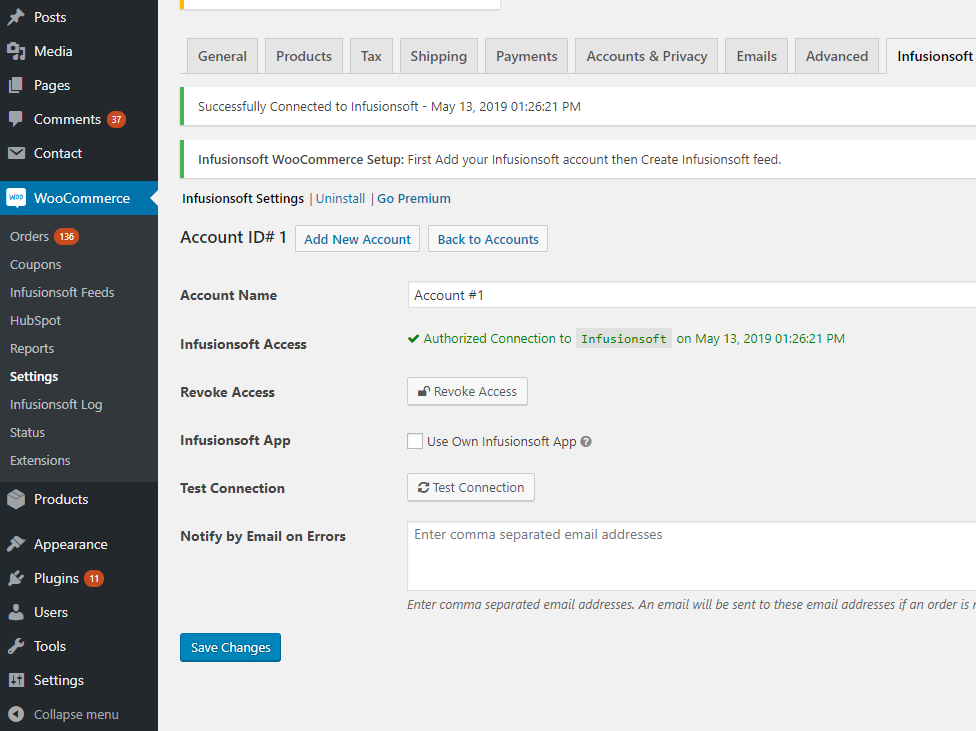 Posts
Media
Pages
Comments 37
Contact
WOO WooCommerce
Orders 136
Coupons
Infusionsoft Feeds
HubSpot
Reports
Settings
Infusionsoft Log
Status
Extensions
Products
Appearance
Plugins 11
Users
Tools
Settings
Collapse menu
General Products Tax Shipping Payments Accounts & Privacy Emails Advanced Infusionsoft
Successfully Connected to Infusionsoft - May 13, 2019 01:26:21 PM
Infusionsoft WooCommerce Setup: First Add your Infusionsoft account then Create Infusionsoft feed.
Infusionsoft Settings | Uninstall | Go Premium
Account ID# 1 Add New Account Back to Accounts
Account Name Account #1
Infusionsoft Access Authorized Connection to Infusionsoft on May 13, 2019 01:26:21 PM
Revoke Access Revoke Access
Infusionsoft App Use Own Infusionsoft App ?
Test Connection Test Connection
Notify by Email on Errors Enter comma separated email addresses
Enter comma separated email addresses. An email will be sent to these email addresses if an order is
Save Changes